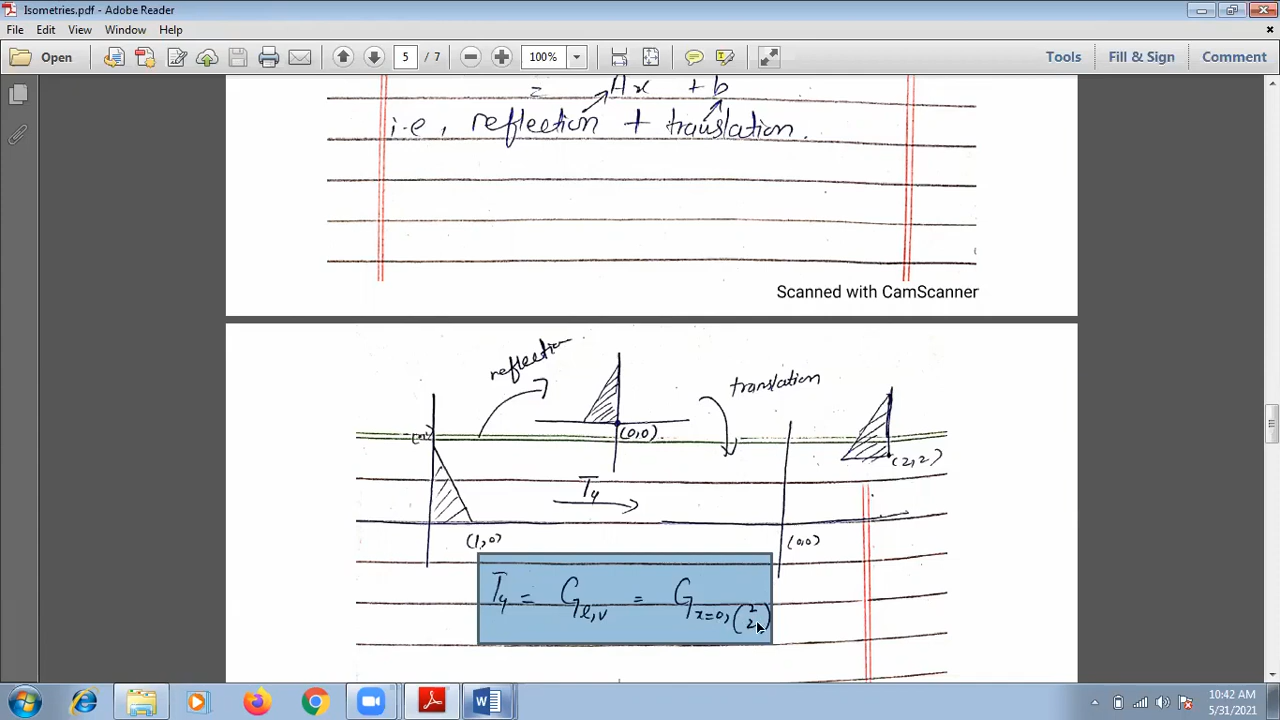 Isometries.pdf - Adobe Reader
File Edit View Window Help
Open 5 / 7 100% Tools Fill & Sign Comment
= Ax + b
i.e, reflection + translation.
Scanned with CamScanner
reflection
translation
(0,0).
(2,2)
T4
(1,0)
(0,0)
T4 = Gℓ,v = Gx=0,(2 2)
10:42 AM
5/31/2021